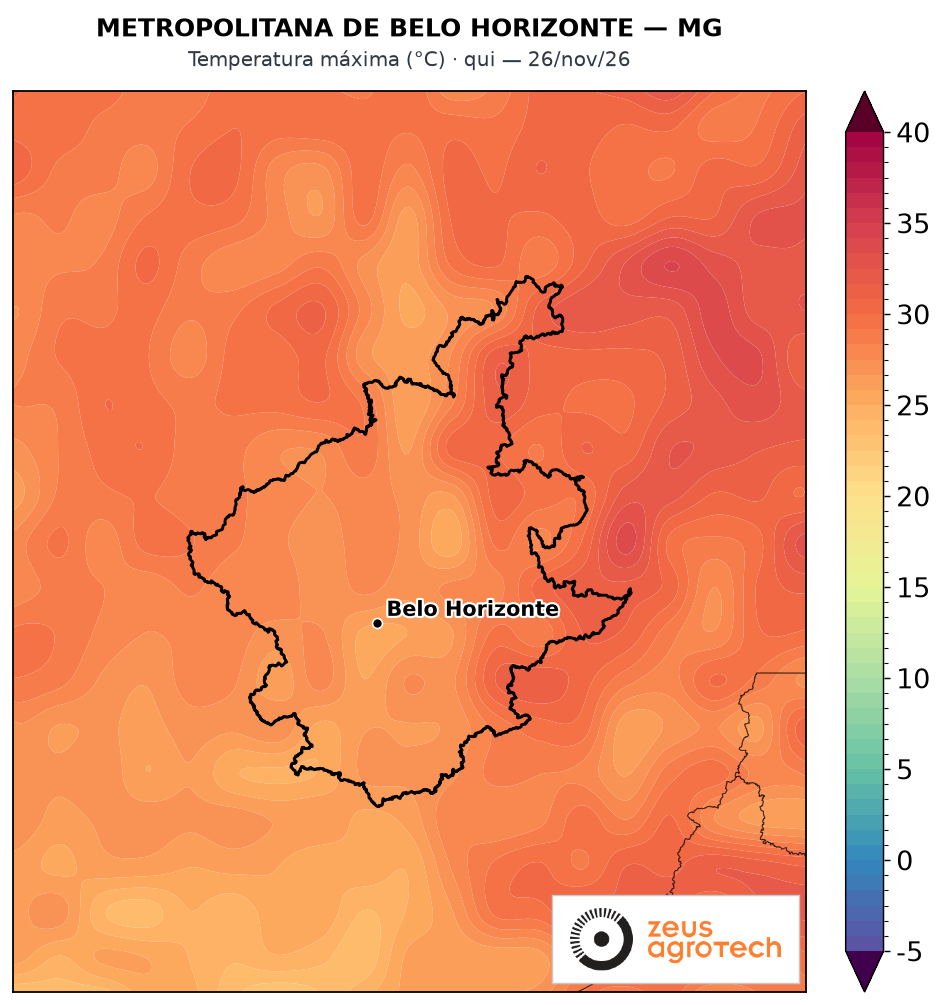 METROPOLITANA DE BELO HORIZONTE — MG
Temperatura máxima (°C) · qui — 26/nov/26
40
35
30
25
20
15
10
5
0
-5
Belo Horizonte
zeus
agrotech